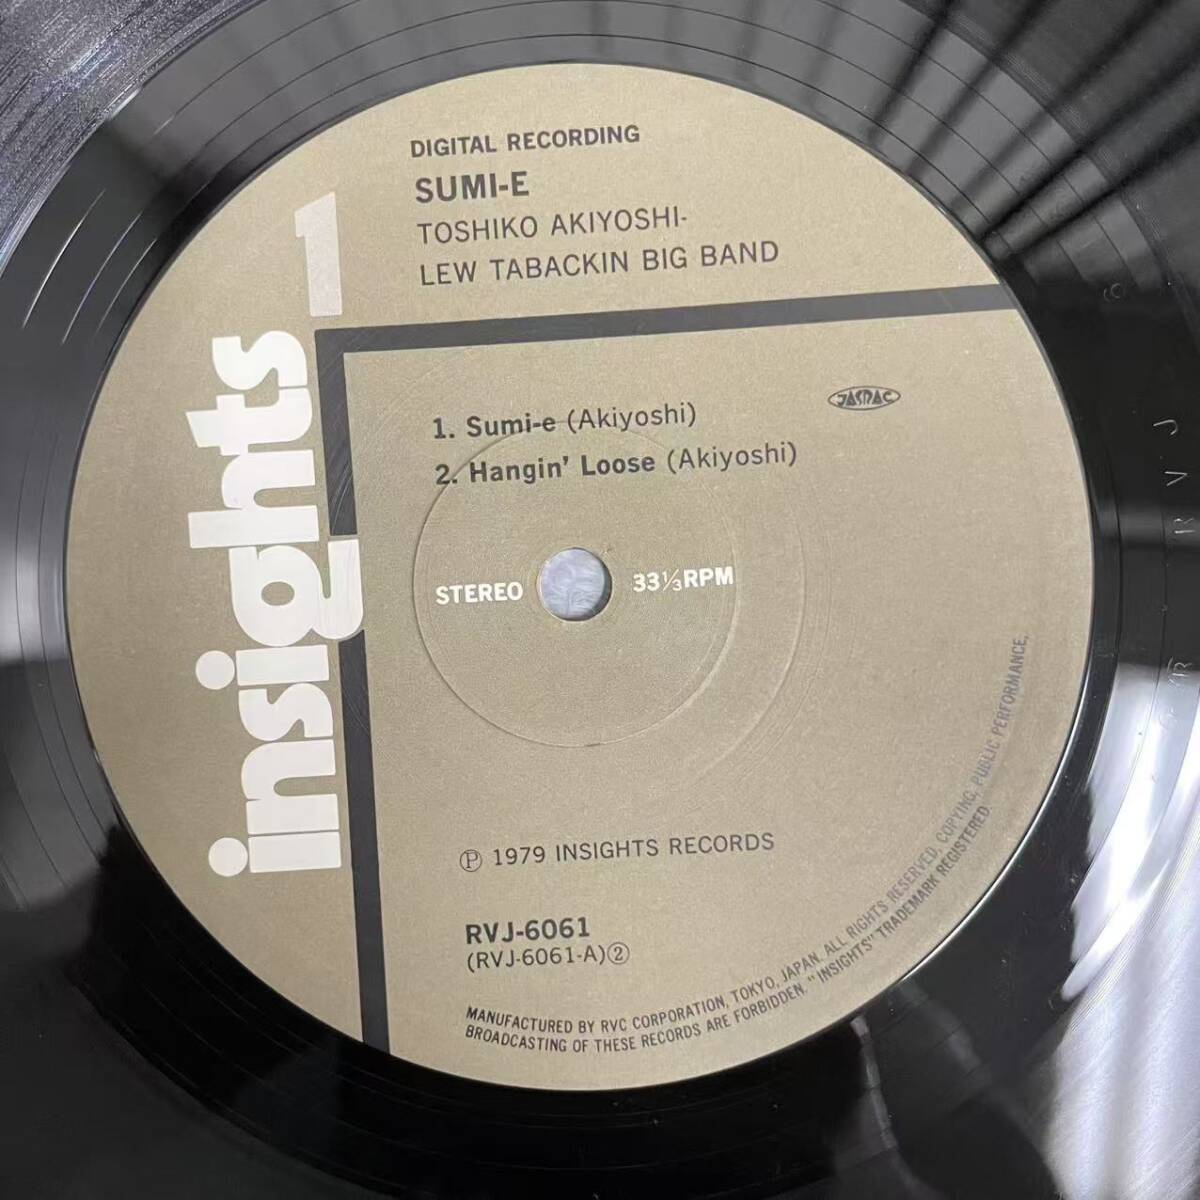 DIGITAL RECORDING
SUMI-E
TOSHIKO AKIYOSHI-
LEW TABACKIN BIG BAND
insights 1
JASRAC
1. Sumi-e (Akiyoshi)
2. Hangin' Loose (Akiyoshi)
STEREO
33⅓RPM
Ⓟ 1979 INSIGHTS RECORDS
RVJ-6061
(RVJ-6061-A)②
MANUFACTURED BY RVC CORPORATION, TOKYO, JAPAN. ALL RIGHTS RESERVED. COPYING, PUBLIC PERFORMANCE,
BROADCASTING OF THESE RECORDS ARE FORBIDDEN. "INSIGHTS" TRADEMARK REGISTERED
RVJ